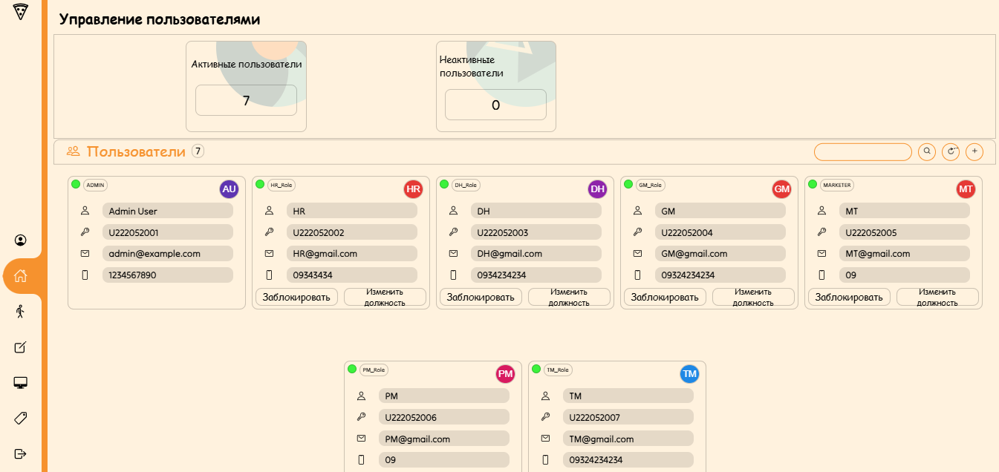 Управление пользователями
Активные пользователи
7
Неактивные
пользователи
0
Пользователи 7
ADMIN AU
Admin User
U222052001
admin@example.com
1234567890
HR_Role HR
HR
U222052002
HR@gmail.com
09343434
Заблокировать
Изменить
должность
DH_Role DH
DH
U222052003
DH@gmail.com
0934234234
Заблокировать
Изменить
должность
GM_Role GM
GM
U222052004
GM@gmail.com
09324234234
Заблокировать
Изменить
должность
MARKETER MT
MT
U222052005
MT@gmail.com
09
Заблокировать
Изменить
должность
PM_Role PM
PM
U222052006
PM@gmail.com
09
TM_Role TM
TM
U222052007
TM@gmail.com
09324234234